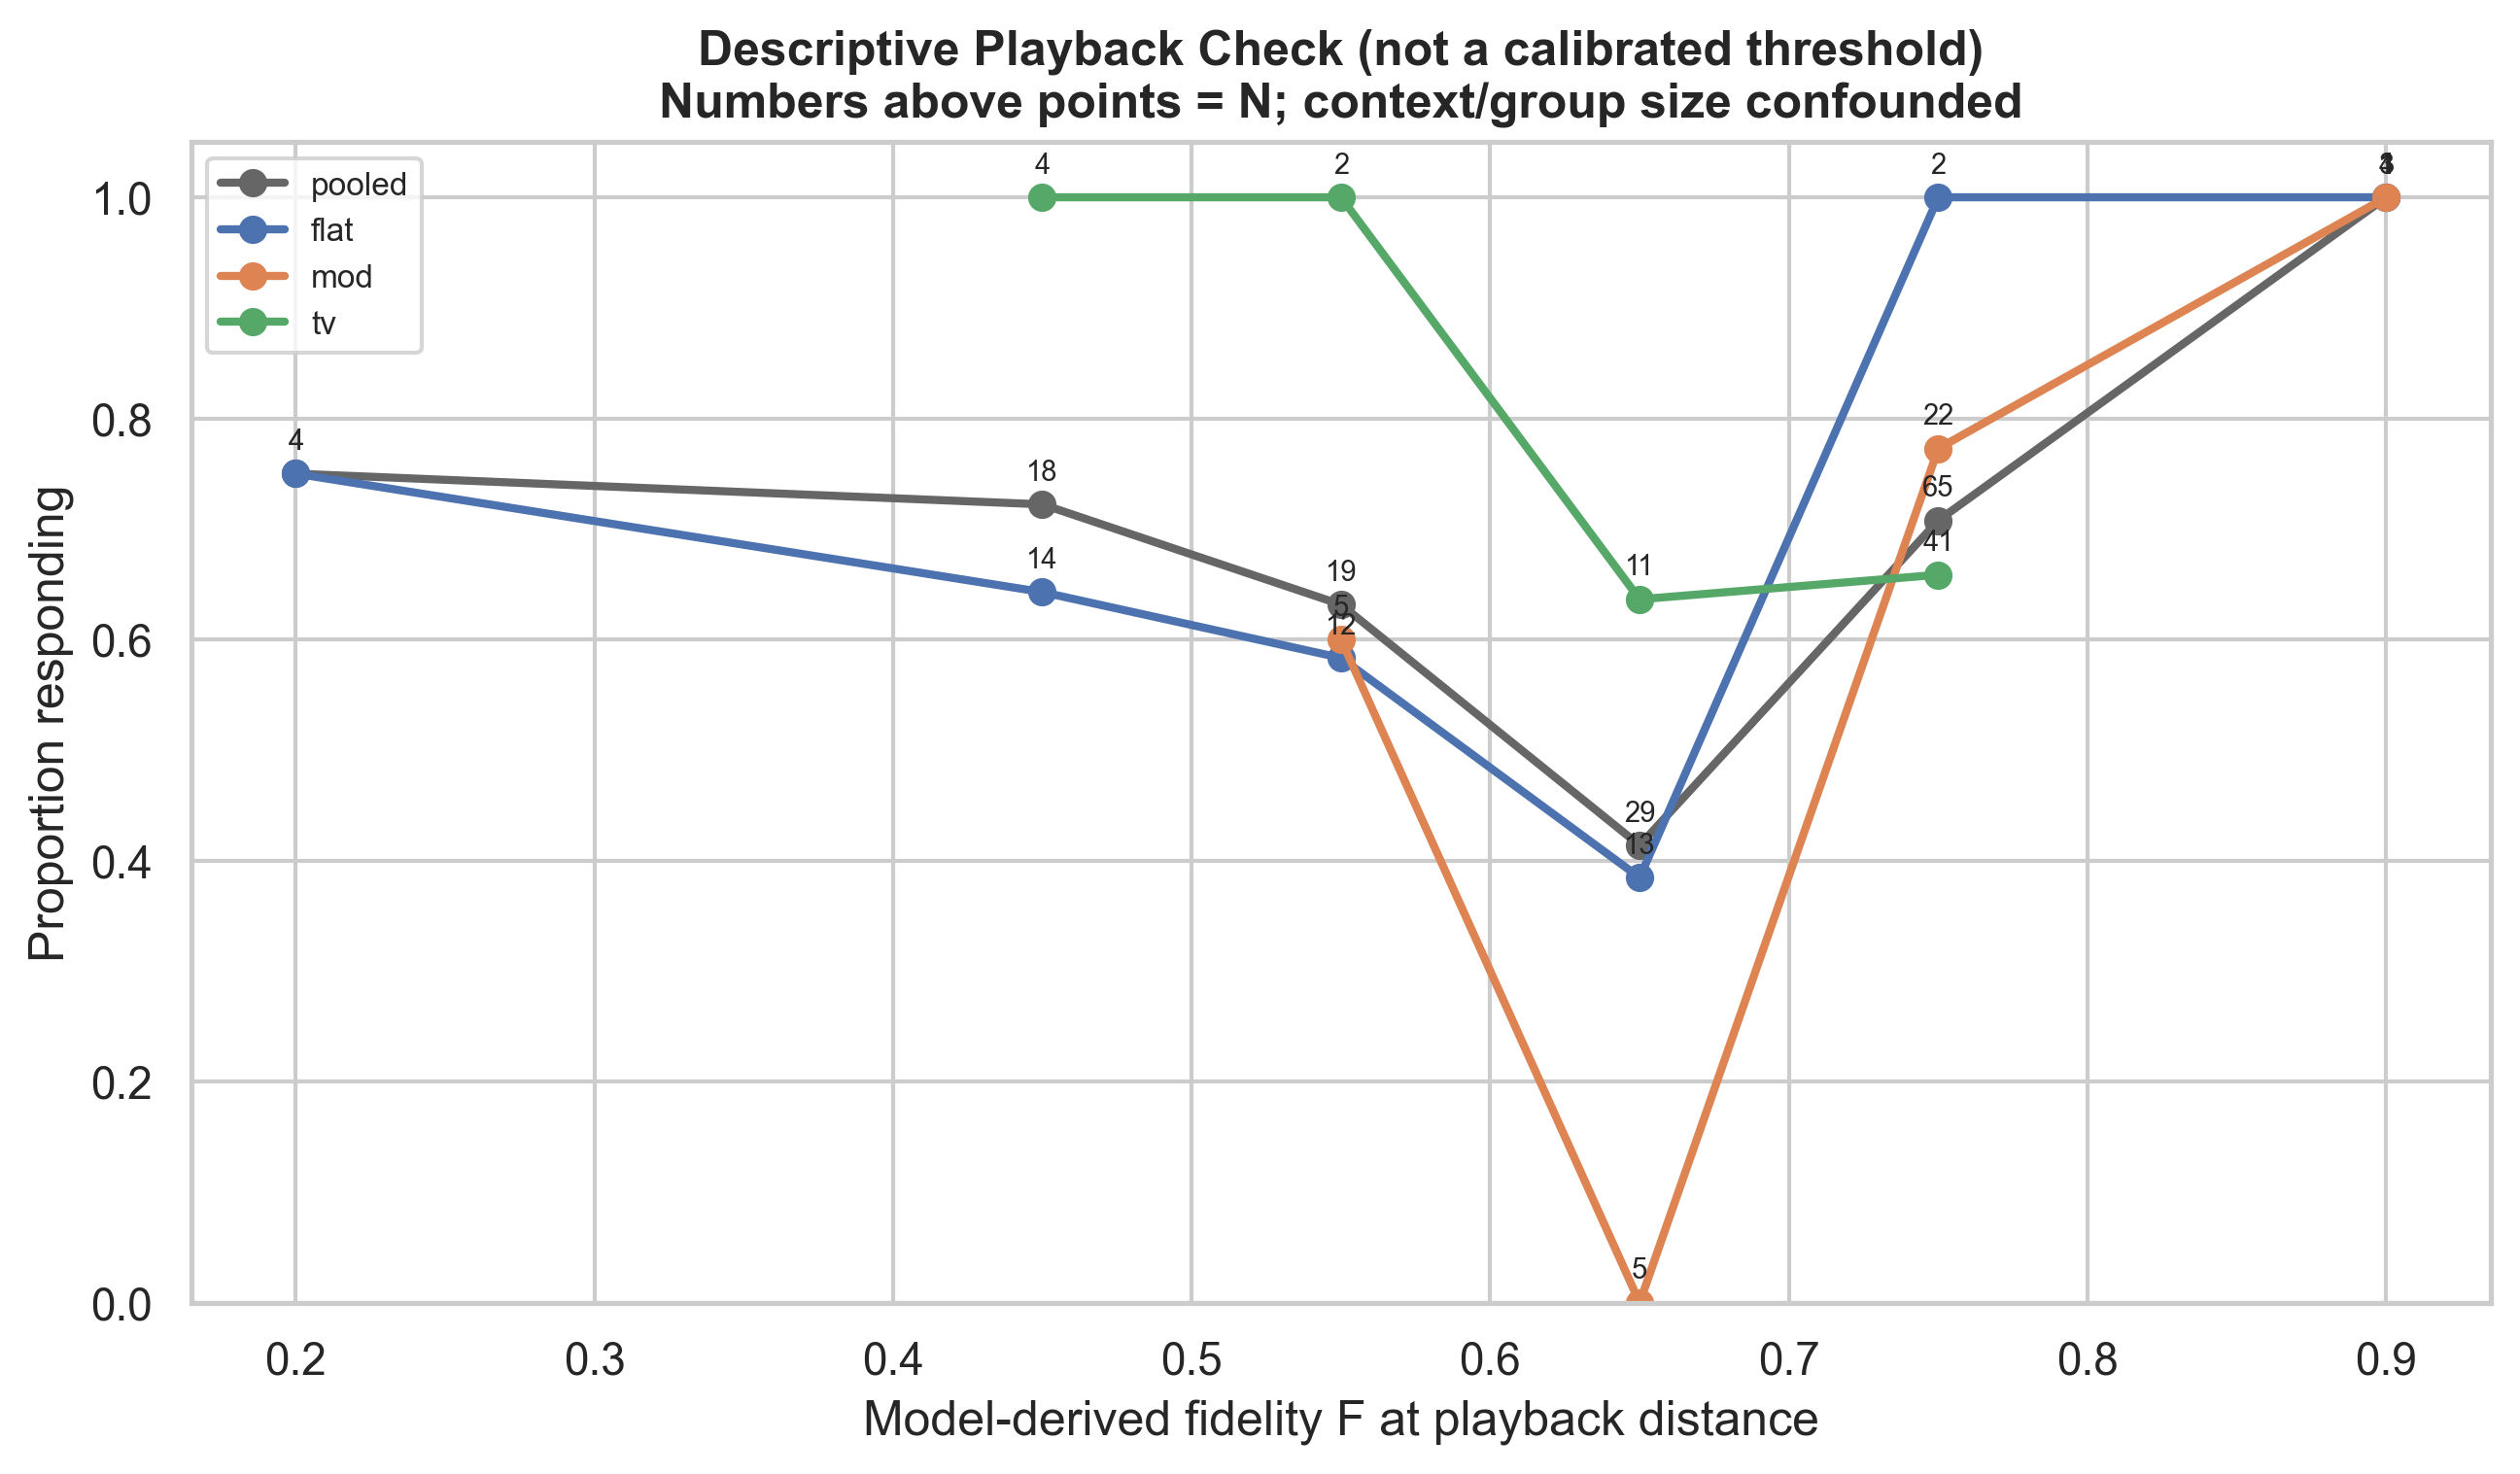 Descriptive Playback Check (not a calibrated threshold)
Numbers above points = N; context/group size confounded
pooled
flat
mod
tv
4
2
2
4
18
14
19
5
12
11
29
13
5
22
65
41
1.0
0.8
0.6
0.4
0.2
0.0
Proportion responding
0.2 0.3 0.4 0.5 0.6 0.7 0.8 0.9
Model-derived fidelity F at playback distance